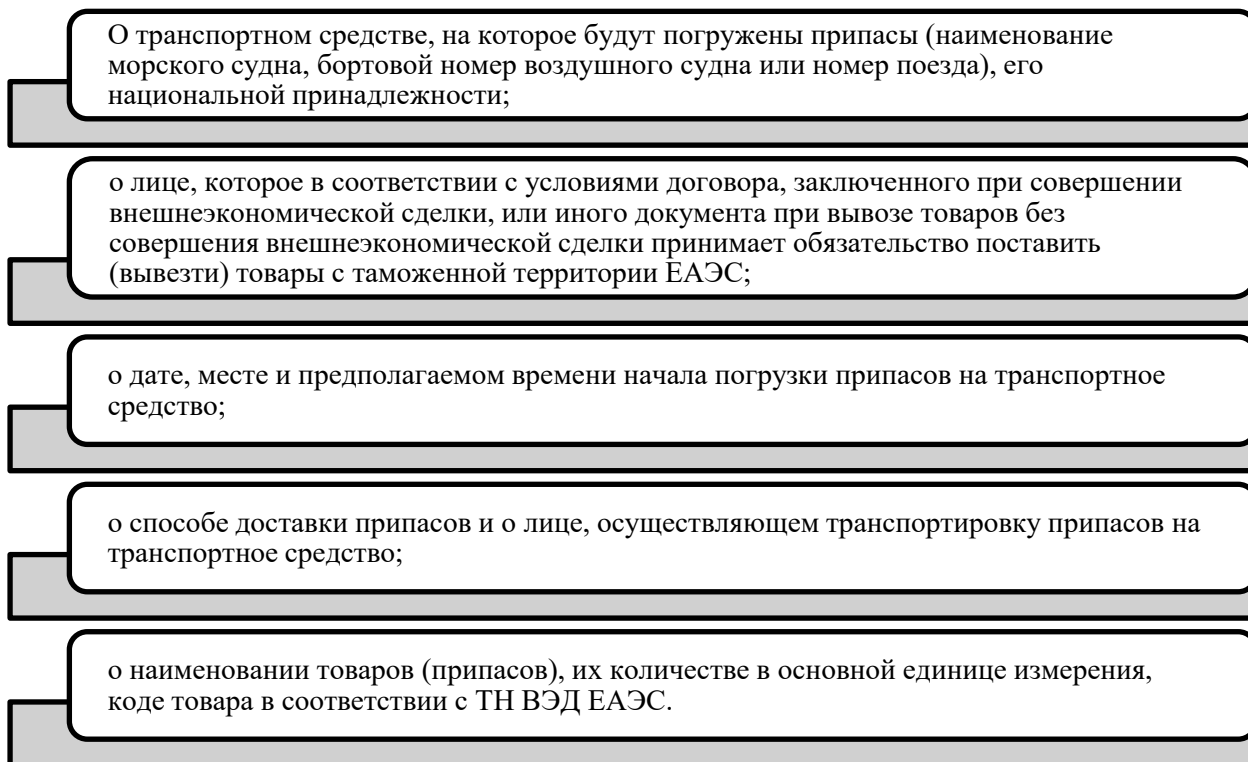 О транспортном средстве, на которое будут погружены припасы (наименование
морского судна, бортовой номер воздушного судна или номер поезда), его
национальной принадлежности;
о лице, которое в соответствии с условиями договора, заключенного при совершении
внешнеэкономической сделки, или иного документа при вывозе товаров без
совершения внешнеэкономической сделки принимает обязательство поставить
(вывезти) товары с таможенной территории ЕАЭС;
о дате, месте и предполагаемом времени начала погрузки припасов на транспортное
средство;
о способе доставки припасов и о лице, осуществляющем транспортировку припасов на
транспортное средство;
о наименовании товаров (припасов), их количестве в основной единице измерения,
коде товара в соответствии с ТН ВЭД ЕАЭС.